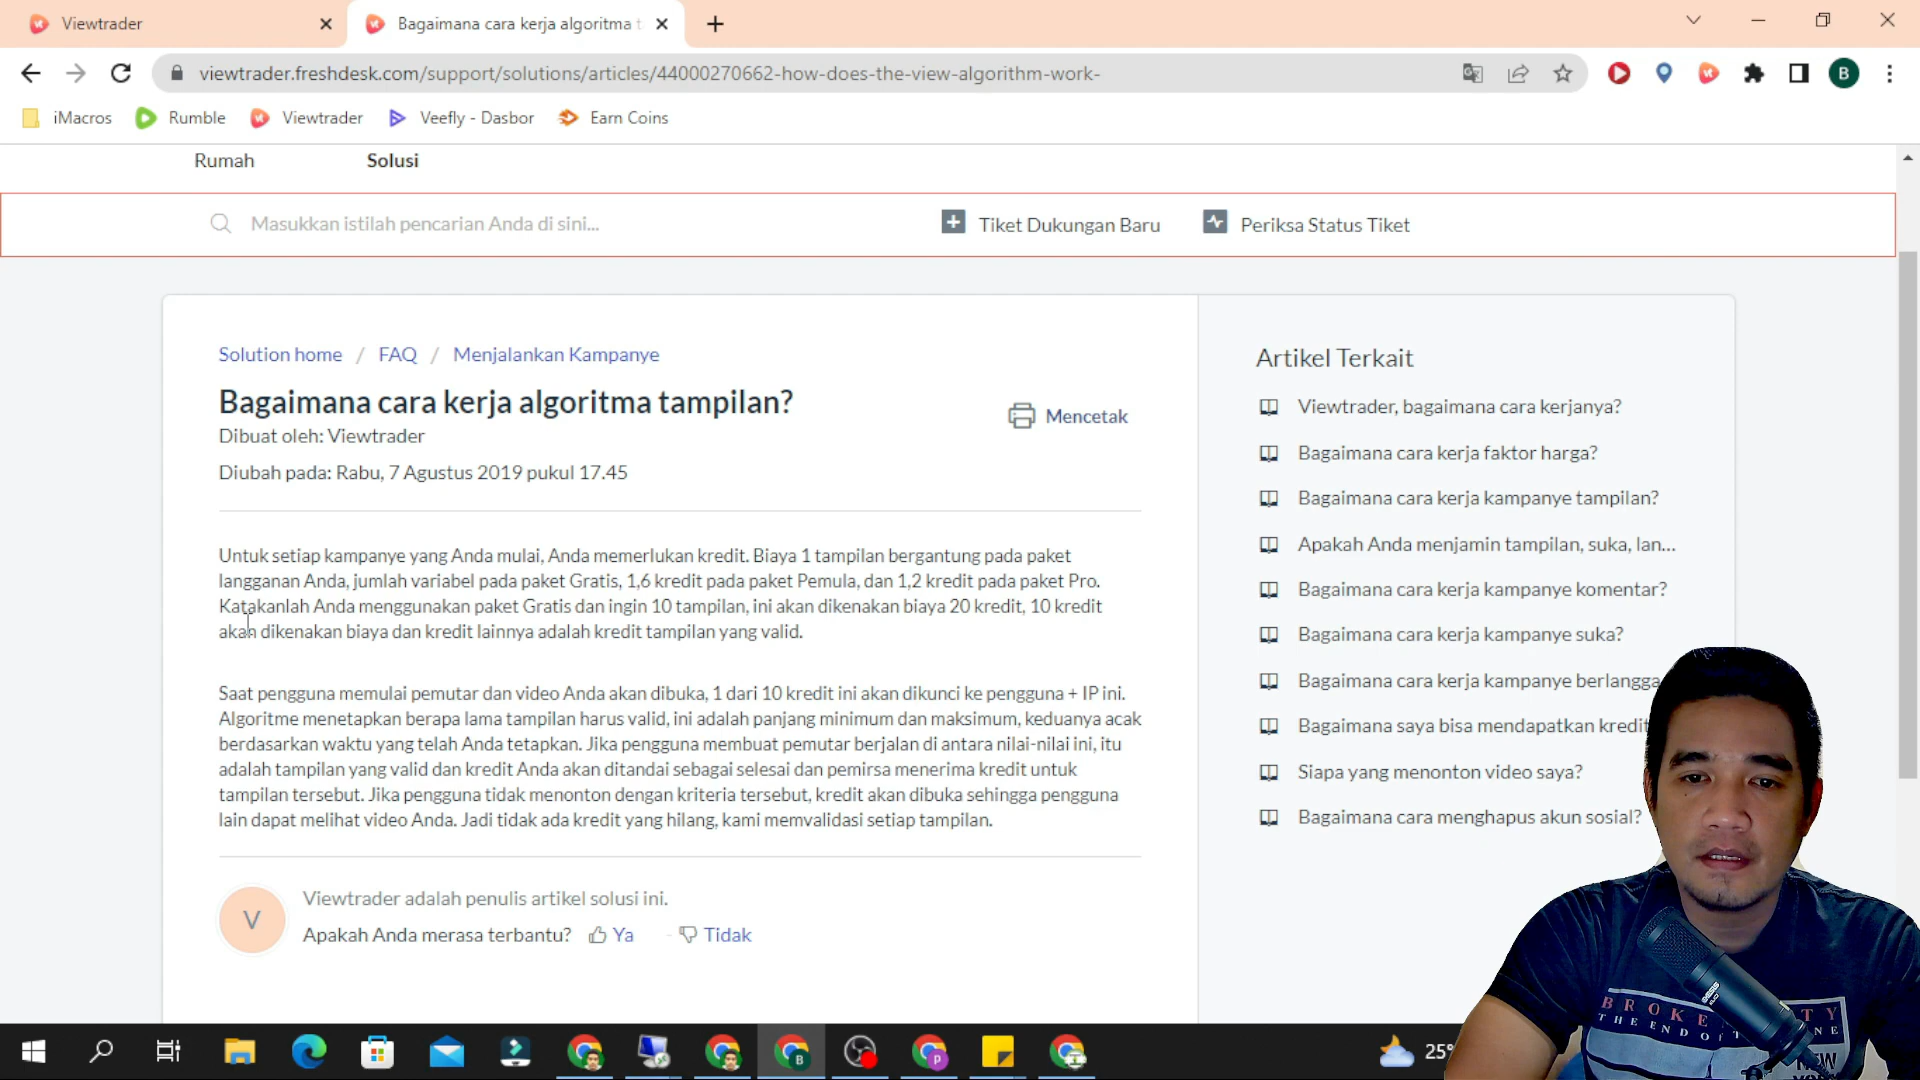 Viewtrader
Bagaimana cara kerja algoritma t
viewtrader.freshdesk.com/support/solutions/articles/44000270662-how-does-the-view-algorithm-work-
B
iMacros
Rumble
Viewtrader
Veefly - Dasbor
Earn Coins
Rumah
Solusi
Masukkan istilah pencarian Anda di sini...
Tiket Dukungan Baru
Periksa Status Tiket
Solution home / FAQ / Menjalankan Kampanye
Bagaimana cara kerja algoritma tampilan?
Mencetak
Dibuat oleh: Viewtrader
Diubah pada: Rabu, 7 Agustus 2019 pukul 17.45
Untuk setiap kampanye yang Anda mulai, Anda memerlukan kredit. Biaya 1 tampilan bergantung pada paket
langganan Anda, jumlah variabel pada paket Gratis, 1,6 kredit pada paket Pemula, dan 1,2 kredit pada paket Pro.
Katakanlah Anda menggunakan paket Gratis dan ingin 10 tampilan, ini akan dikenakan biaya 20 kredit, 10 kredit
akan dikenakan biaya dan kredit lainnya adalah kredit tampilan yang valid.
Saat pengguna memulai pemutar dan video Anda akan dibuka, 1 dari 10 kredit ini akan dikunci ke pengguna + IP ini.
Algoritme menetapkan berapa lama tampilan harus valid, ini adalah panjang minimum dan maksimum, keduanya acak
berdasarkan waktu yang telah Anda tetapkan. Jika pengguna membuat pemutar berjalan di antara nilai-nilai ini, itu
adalah tampilan yang valid dan kredit Anda akan ditandai sebagai selesai dan pemirsa menerima kredit untuk
tampilan tersebut. Jika pengguna tidak menonton dengan kriteria tersebut, kredit akan dibuka sehingga pengguna
lain dapat melihat video Anda. Jadi tidak ada kredit yang hilang, kami memvalidasi setiap tampilan.
V
Viewtrader adalah penulis artikel solusi ini.
Apakah Anda merasa terbantu? Ya - Tidak
Artikel Terkait
Viewtrader, bagaimana cara kerjanya?
Bagaimana cara kerja faktor harga?
Bagaimana cara kerja kampanye tampilan?
Apakah Anda menjamin tampilan, suka, lan...
Bagaimana cara kerja kampanye komentar?
Bagaimana cara kerja kampanye suka?
Bagaimana cara kerja kampanye berlangga
Bagaimana saya bisa mendapatkan kredit
Siapa yang menonton video saya?
Bagaimana cara menghapus akun sosial?
B
P
25°